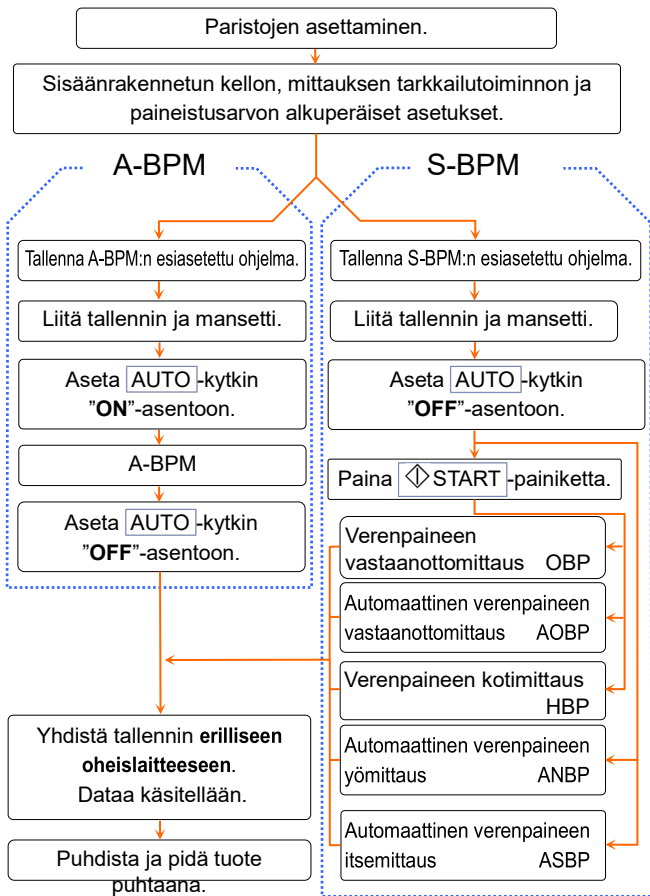 Paristojen asettaminen.
Sisäänrakennetun kellon, mittauksen tarkkailutoiminnon ja
paineistusarvon alkuperäiset asetukset.
A-BPM
Tallenna A-BPM:n esiasetettu ohjelma.
Liitä tallennin ja mansetti.
Aseta AUTO -kytkin
”ON”-asentoon.
A-BPM
Aseta AUTO -kytkin
”OFF”-asentoon.
S-BPM
Tallenna S-BPM:n esiasetettu ohjelma.
Liitä tallennin ja mansetti.
Aseta AUTO -kytkin
”OFF”-asentoon.
Paina START -painiketta.
Verenpaineen
vastaanottomittaus OBP
Automaattinen verenpaineen
vastaanottomittaus AOBP
Verenpaineen kotimittaus
HBP
Automaattinen verenpaineen
yömittaus ANBP
Automaattinen verenpaineen
itsemittaus ASBP
Yhdistä tallennin erilliseen
oheislaitteeseen.
Dataa käsitellään.
Puhdista ja pidä tuote
puhtaana.